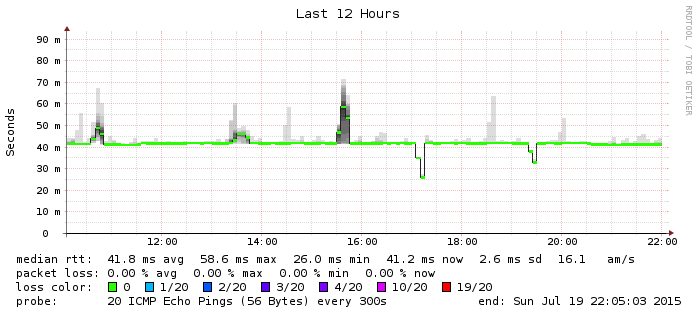 Last 12 Hours
RRDTOOL / TOBI OETIKER
Seconds
90 m
80 m
70 m
60 m
50 m
40 m
30 m
20 m
10 m
0
12:00 14:00 16:00 18:00 20:00 22:00
median rtt: 41.8 ms avg 58.6 ms max 26.0 ms min 41.2 ms now 2.6 ms sd 16.1 am/s
packet loss: 0.00 % avg 0.00 % max 0.00 % min 0.00 % now
loss color: 0 1/20 2/20 3/20 4/20 10/20 19/20
probe: 20 ICMP Echo Pings (56 Bytes) every 300s end: Sun Jul 19 22:05:03 2015